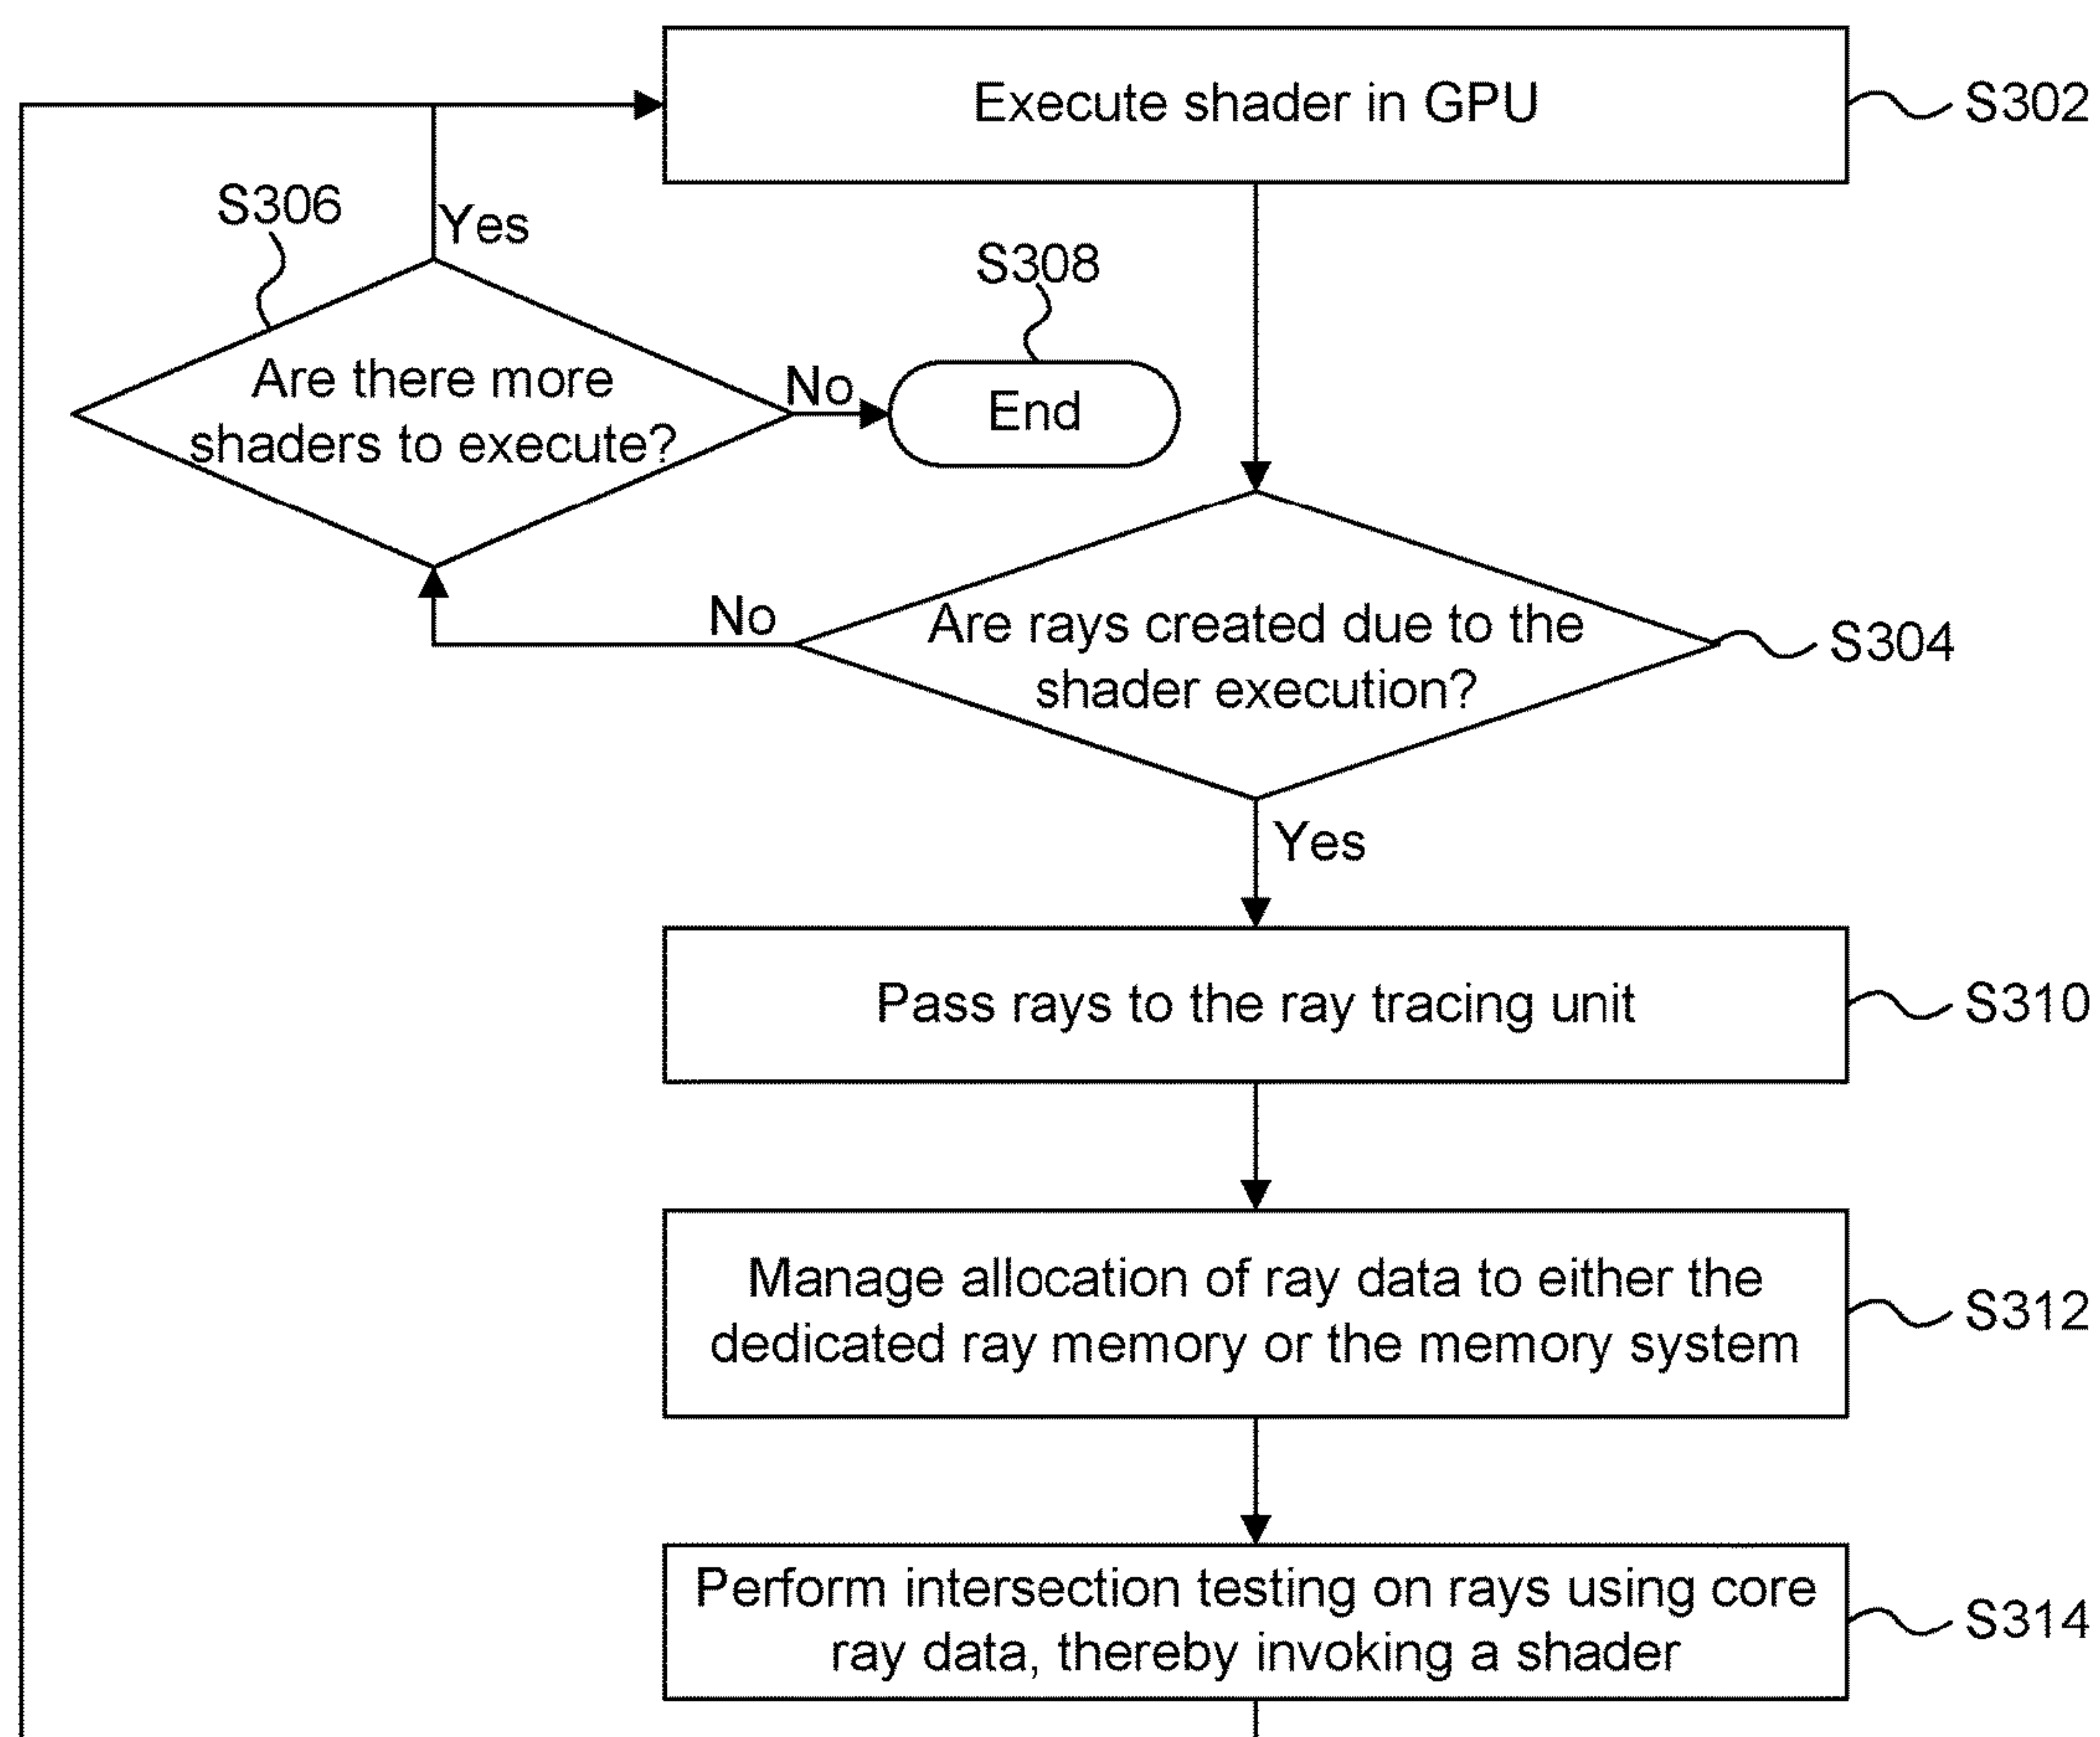 Execute shader in GPU
S302
S306
Yes
S308
Are there more
shaders to execute?
No
End
No
Are rays created due to the
shader execution?
S304
Yes
Pass rays to the ray tracing unit
S310
Manage allocation of ray data to either the
dedicated ray memory or the memory system
S312
Perform intersection testing on rays using core
ray data, thereby invoking a shader
S314